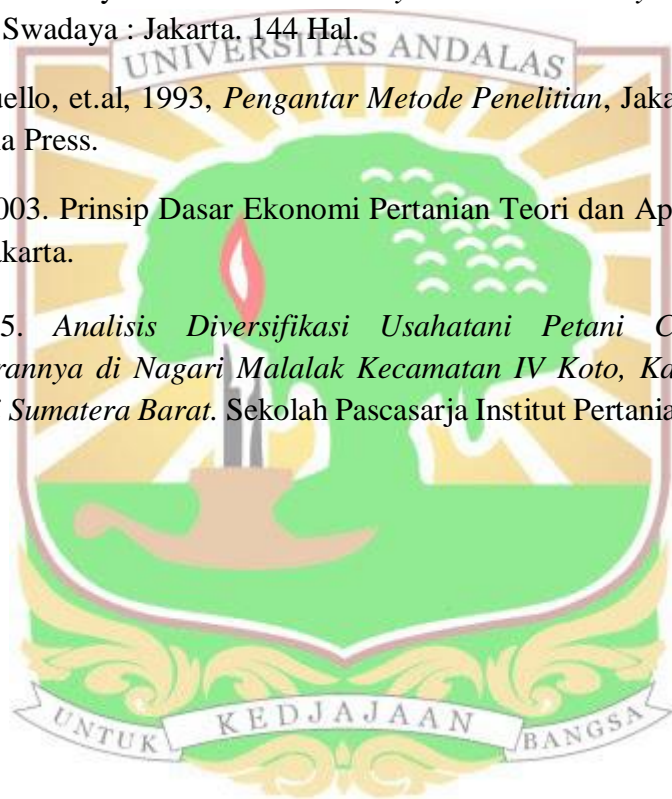 Swadaya : Jakarta. 144 Hal.
UNIVERSITAS ANDALAS
uello, et.al, 1993, Pengantar Metode Penelitian, Jaka
a Press.
003. Prinsip Dasar Ekonomi Pertanian Teori dan Ap
akarta.
5. Analisis Diversifikasi Usahatani Petani C
rannya di Nagari Malalak Kecamatan IV Koto, Ka
Sumatera Barat. Sekolah Pascasarja Institut Pertania
UNTUK KEDJAJAAN BANGSA